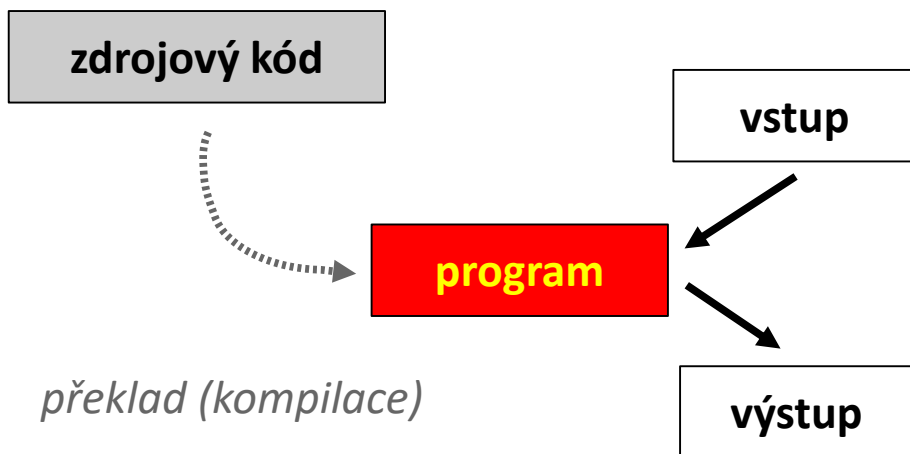 zdrojový kód
vstup
program
překlad (kompilace)
výstup